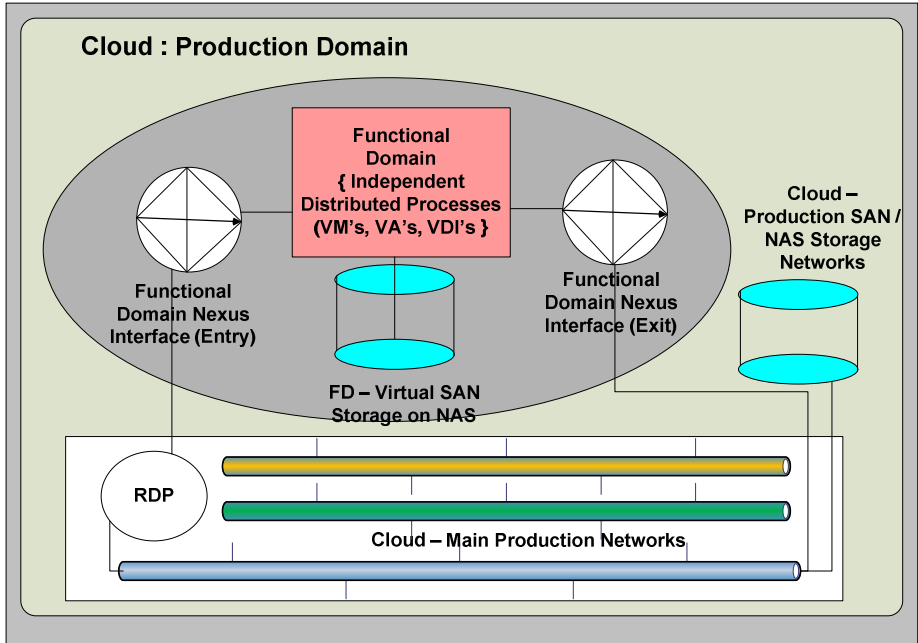 Cloud : Production Domain
Functional
Domain
{ Independent
Distributed Processes
(VM's, VA's, VDI's }
Functional
Domain Nexus
Interface (Entry)
Functional
Domain Nexus
Interface (Exit)
Cloud –
Production SAN /
NAS Storage
Networks
FD – Virtual SAN
Storage on NAS
RDP
Cloud – Main Production Networks